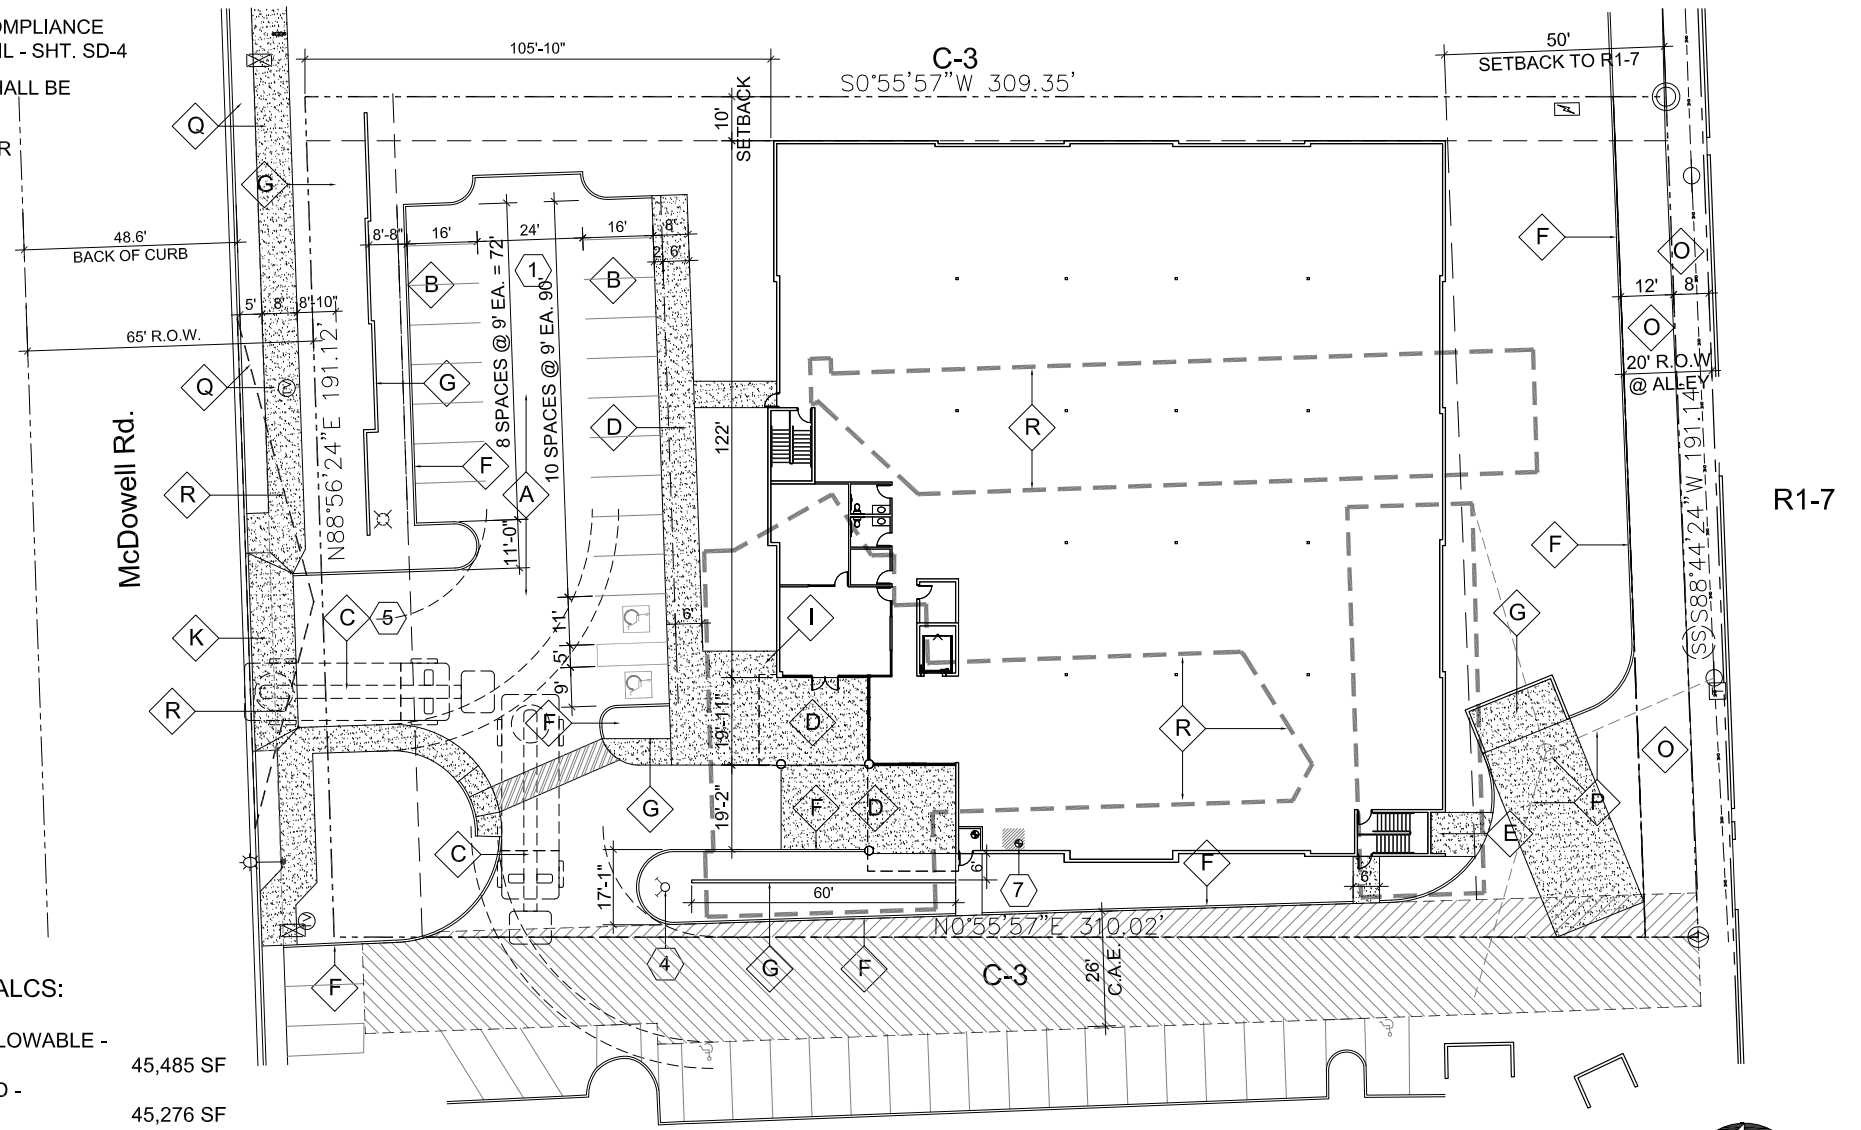 OMPLIANCE
IL - SHT. SD-4
HALL BE
R
105'-10"
C-3
S0°55'57"W 309.35'
50'
SETBACK TO R1-7
10'
SETBACK
Q
G
48.6'
BACK OF CURB
8'-8"
16'
24'
16'
8'
2'
6'
B
1
B
F
O
5'
8'
8'-10"
12'
8'
65' R.O.W.
O
20' R.O.W
@ ALLEY
Q
G
N88°56'24"E 191.12'
8 SPACES @ 9' EA. = 72'
10 SPACES @ 9' EA. 90'
D
122'
R
McDowell Rd.
F
A
R
R1-7
11'-0"
F
S88°44'24"W 191.14'
SS
C
5
11'
6'
I
G
K
5'
9'
R
F
D
19'-11"
R
O
P
19'-2"
G
F
D
E
C
F
6'
7
6'
17'-1"
60'
N0°55'57"E 310.02'
4
G
F
C-3
26'
C.A.E.
F
ALCS:
LOWABLE -
45,485 SF
D -
45,276 SF